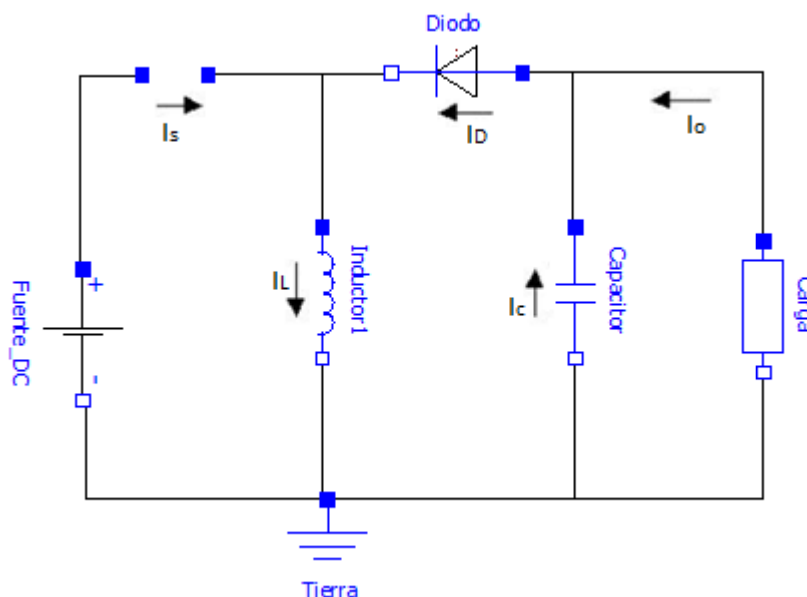 Diodo
Is
ID
Io
+
Fuente_DC
-
IL
Inductor1
Ic
Capacitor
Carga
Tierra